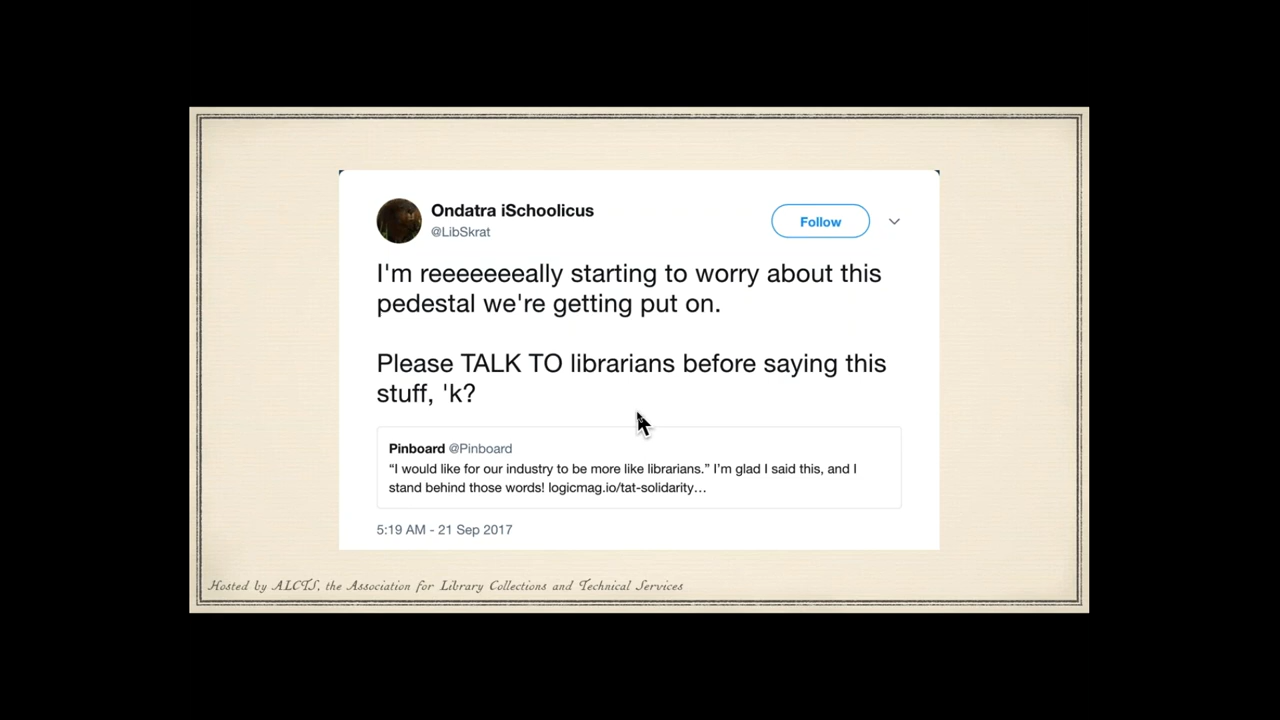 Ondatra iSchoolicus
@LibSkrat
Follow
I'm reeeeeeeally starting to worry about this
pedestal we're getting put on.
Please TALK TO librarians before saying this
stuff, 'k?
Pinboard @Pinboard
“I would like for our industry to be more like librarians.” I'm glad I said this, and I
stand behind those words! logicmag.io/tat-solidarity…
5:19 AM - 21 Sep 2017
Hosted by ALCTS, the Association for Library Collections and Technical Services